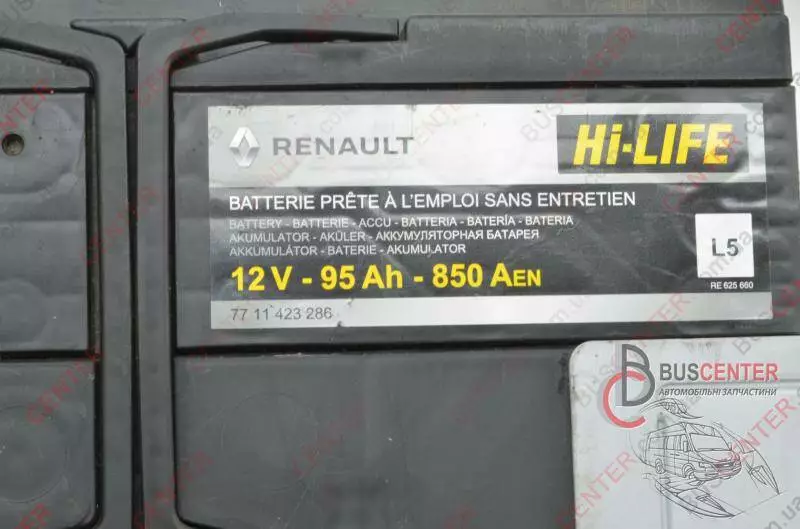 RENAULT
Hi-LIFE
BATTERIE PRÊTE À L'EMPLOI SANS ENTRETIEN
BATTERY - BATTERIE - ACCU - BATTERIA - BATERÍA - BATERIA
AKUMULATOR - AKÜLER - АККУМУЛЯТОРНАЯ БАТАРЕЯ
AKKUMULÁTOR - BATERIE - AKUMULATOR
L5
12 V - 95 Ah - 850 AEN
RE 625 660
77 11 423 286
BUSCENTER
АВТОМОБІЛЬНІ ЗАПЧАСТИНИ